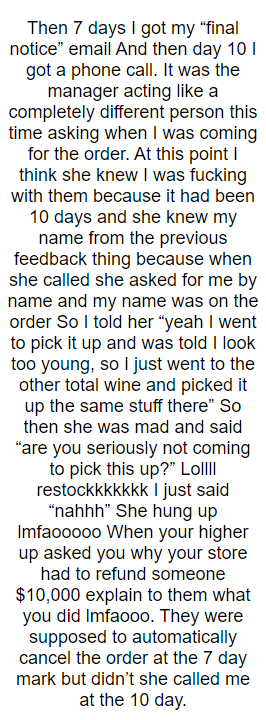 Then 7 days I got my “final
notice” email And then day 10 I
got a phone call. It was the
manager acting like a
completely different person this
time asking when I was coming
for the order. At this point I
think she knew I was fucking
with them because it had been
10 days and she knew my
name from the previous
feedback thing because when
she called she asked for me by
name and my name was on the
order So I told her “yeah I went
to pick it up and was told I look
too young, so I just went to the
other total wine and picked it
up the same stuff there” So
then she was mad and said
“are you seriously not coming
to pick this up?” Lollll
restockkkkkkk I just said
“nahhh” She hung up
lmfaooooo When your higher
up asked you why your store
had to refund someone
$10,000 explain to them what
you did lmfaooo. They were
supposed to automatically
cancel the order at the 7 day
mark but didn’t she called me
at the 10 day.